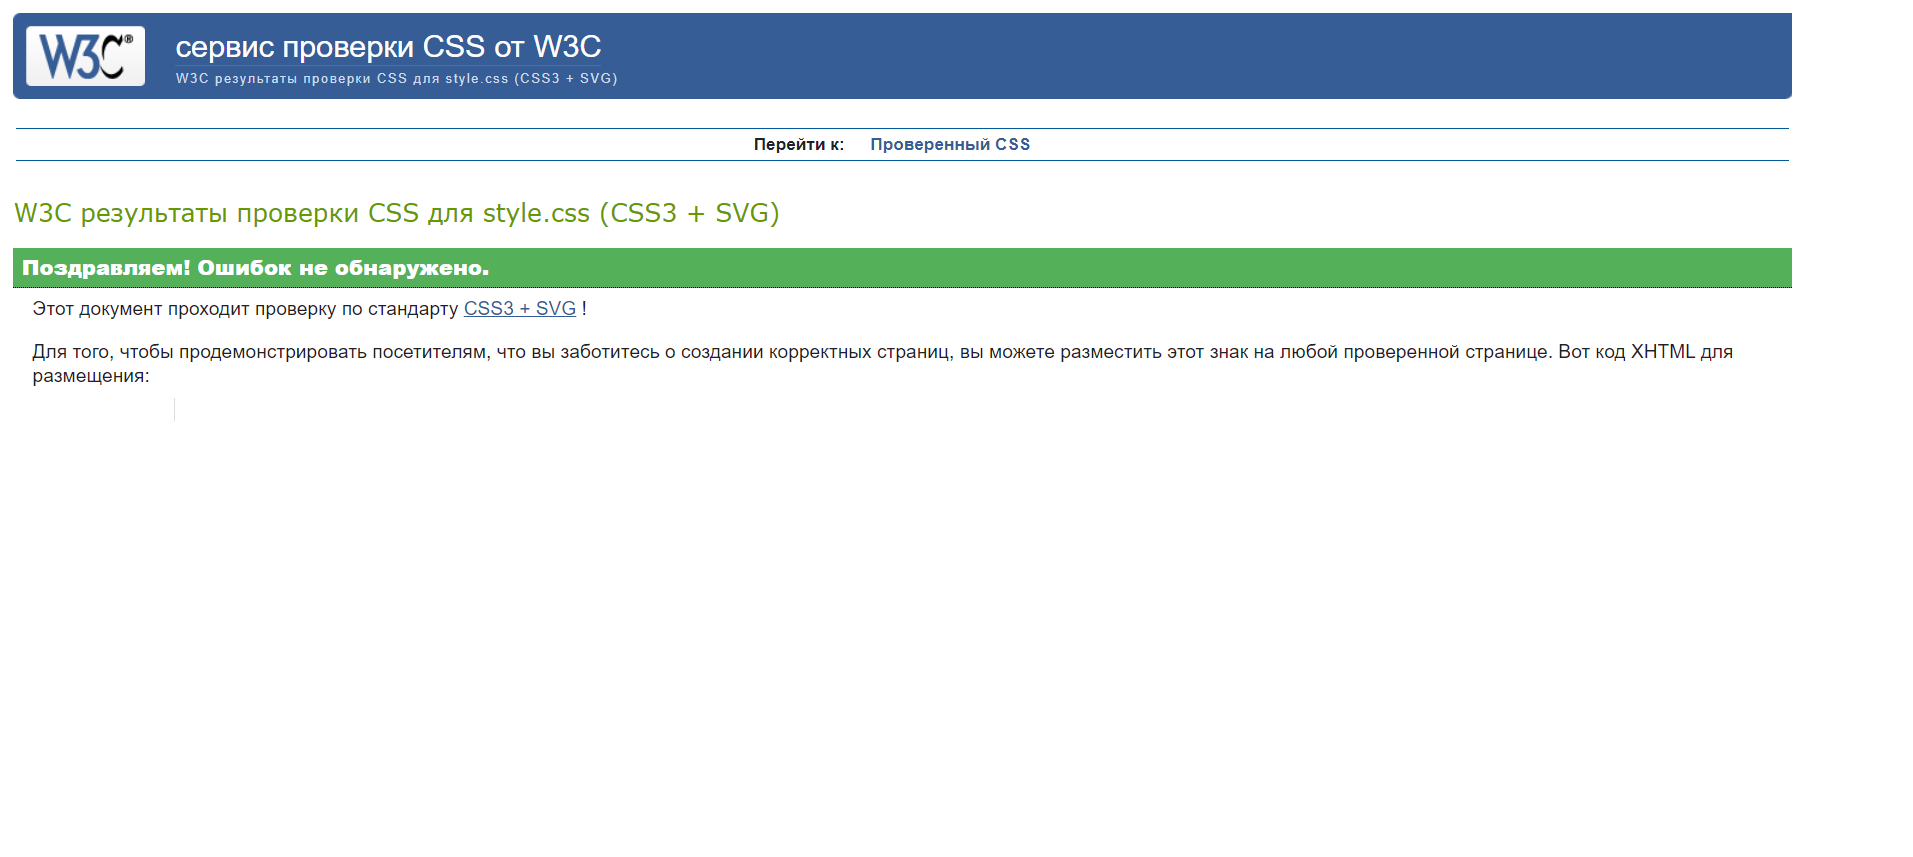 W3C®
сервис проверки CSS от W3C
W3C результаты проверки CSS для style.css (CSS3 + SVG)
Перейти к: Проверенный CSS
W3C результаты проверки CSS для style.css (CSS3 + SVG)
Поздравляем! Ошибок не обнаружено.
Этот документ проходит проверку по стандарту CSS3 + SVG !
Для того, чтобы продемонстрировать посетителям, что вы заботитесь о создании корректных страниц, вы можете разместить этот знак на любой проверенной странице. Вот код XHTML для
размещения: